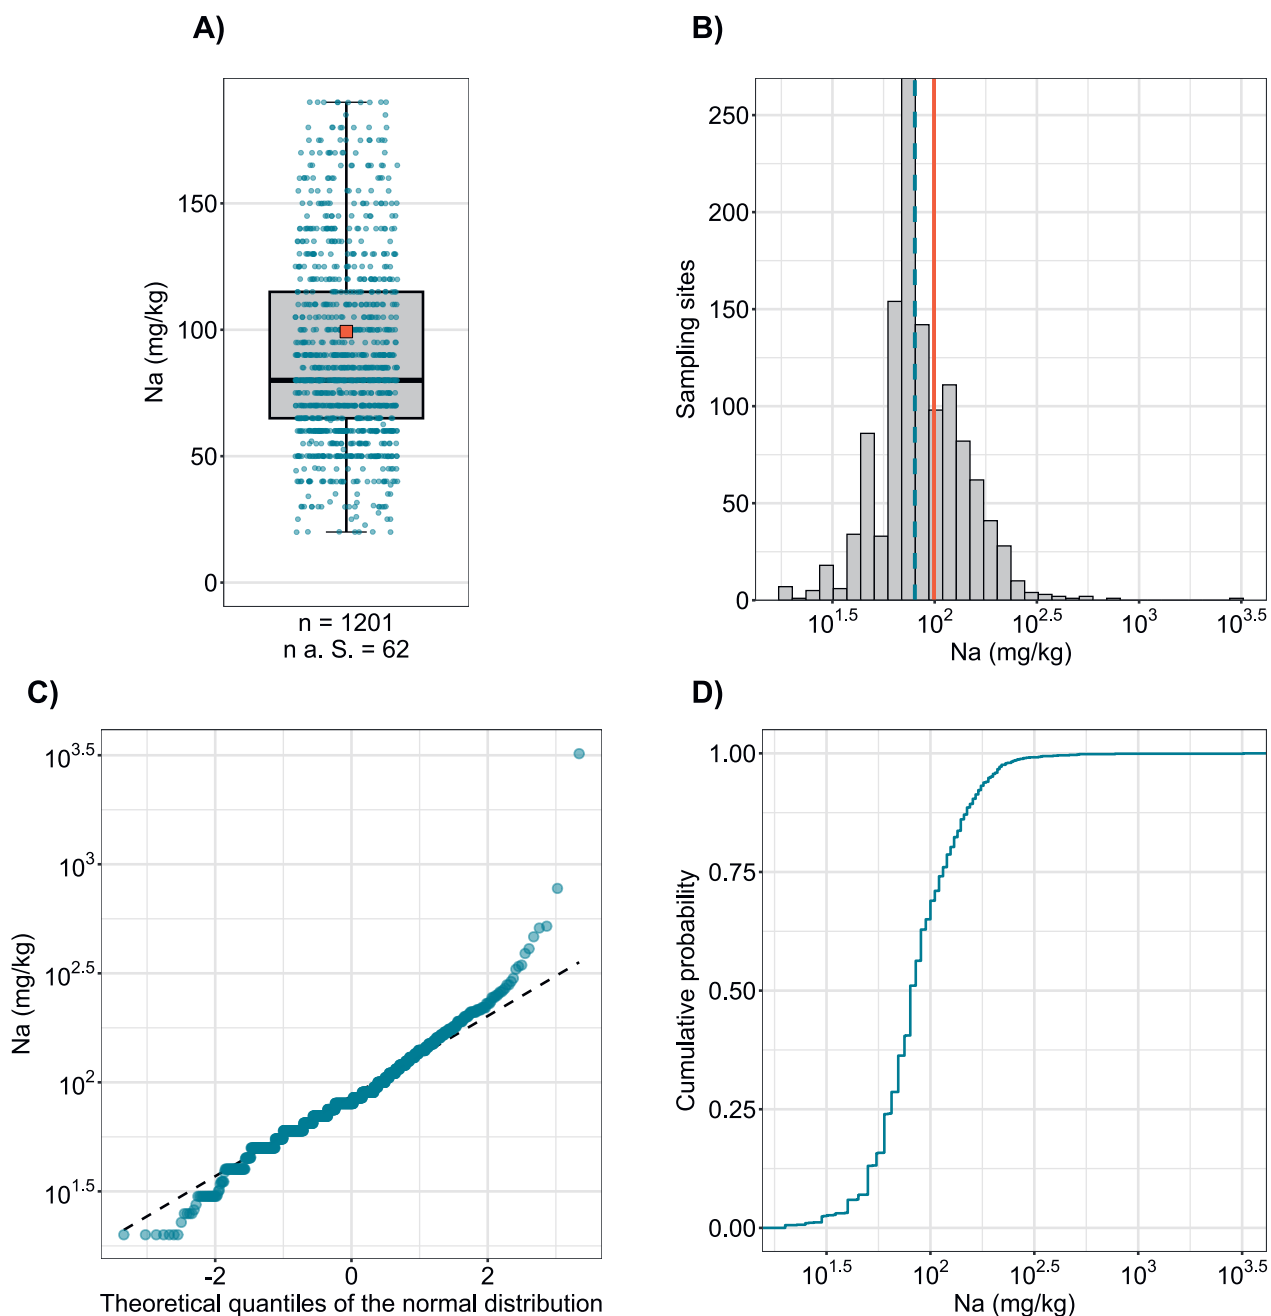 A)
Na (mg/kg)
150
100
50
0
n = 1201
n a. S. = 62
B)
Sampling sites
250
200
150
100
50
0
10^1.5 10^2 10^2.5 10^3 10^3.5
Na (mg/kg)
C)
Na (mg/kg)
10^3.5
10^3
10^2.5
10^2
10^1.5
-2 0 2
Theoretical quantiles of the normal distribution
D)
Cumulative probability
1.00
0.75
0.50
0.25
0.00
10^1.5 10^2 10^2.5 10^3 10^3.5
Na (mg/kg)